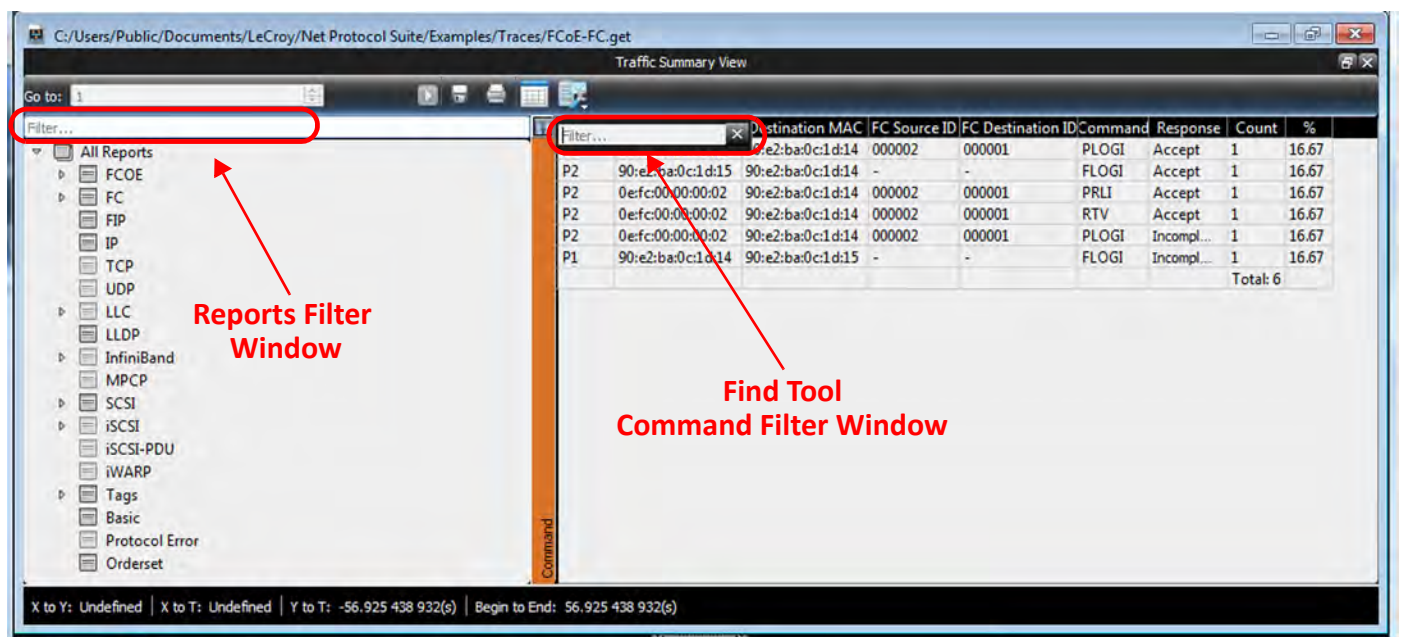 C:/Users/Public/Documents/LeCroy/Net Protocol Suite/Examples/Traces/FCoE-FC.get
Traffic Summary View
Go to: 1
Filter...
All Reports
FCOE
FC
FIP
IP
TCP
UDP
LLC
LLDP
InfiniBand
MPCP
SCSI
iSCSI
iSCSI-PDU
iWARP
Tags
Basic
Protocol Error
Orderset
Reports Filter
Window
Command
Filter... Destination MAC FC Source ID FC Destination ID Command Response Count %
90:e2:ba:0c:1d:14 000002 000001 PLOGI Accept 1 16.67
P2 90:e2:ba:0c:1d:15 90:e2:ba:0c:1d:14 - - FLOGI Accept 1 16.67
P2 0e:fc:00:00:00:02 90:e2:ba:0c:1d:14 000002 000001 PRLI Accept 1 16.67
P2 0e:fc:00:00:00:02 90:e2:ba:0c:1d:14 000002 000001 RTV Accept 1 16.67
P2 0e:fc:00:00:00:02 90:e2:ba:0c:1d:14 000002 000001 PLOGI Incompl... 1 16.67
P1 90:e2:ba:0c:1d:14 90:e2:ba:0c:1d:15 - - FLOGI Incompl... 1 16.67
Total: 6
Find Tool
Command Filter Window
X to Y: Undefined | X to T: Undefined | Y to T: -56.925 438 932(s) | Begin to End: 56.925 438 932(s)